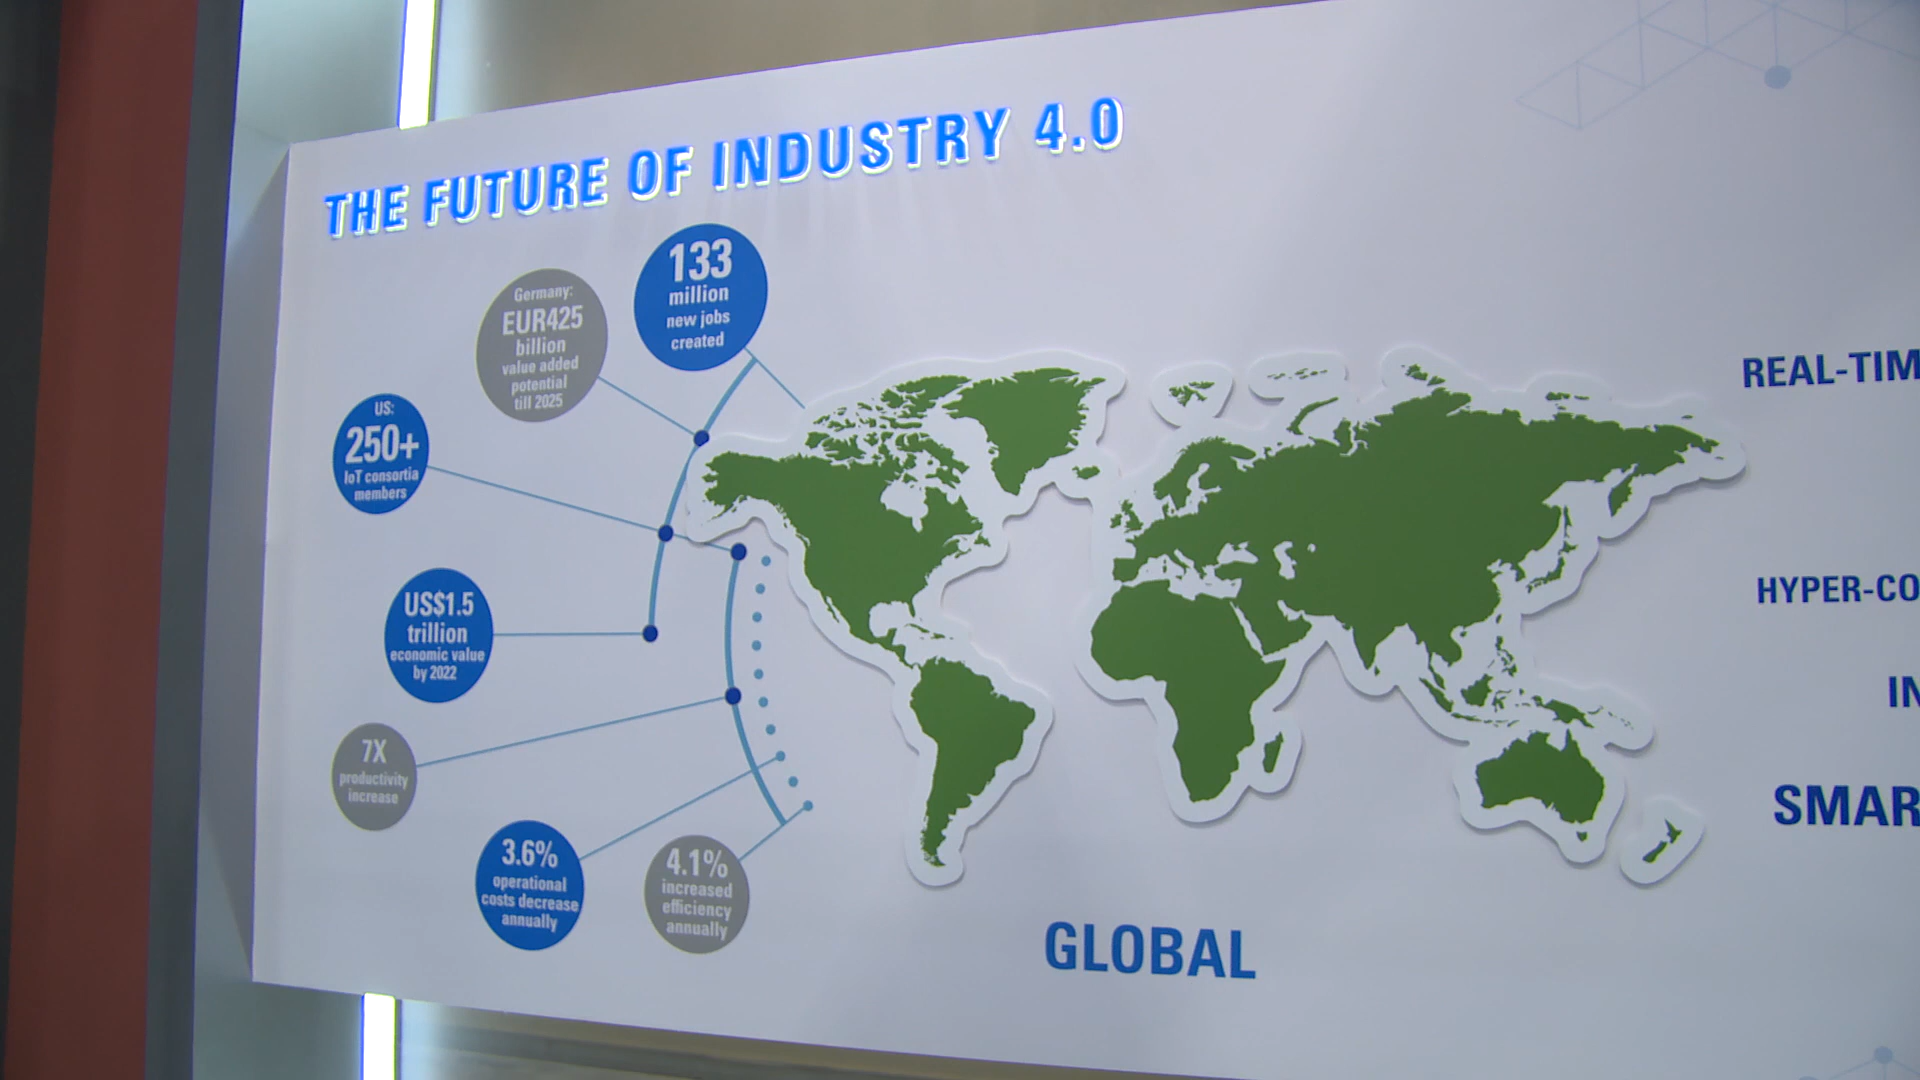 THE FUTURE OF INDUSTRY 4.0
133
million
new jobs
created
Germany:
EUR425
billion
value added
potential
till 2025
US:
250+
IoT consortia
members
US$1.5
trillion
economic value
by 2022
7X
productivity
increase
3.6%
operational
costs decrease
annually
4.1%
increased
efficiency
annually
GLOBAL
REAL-TIM
HYPER-CO
IN
SMAR